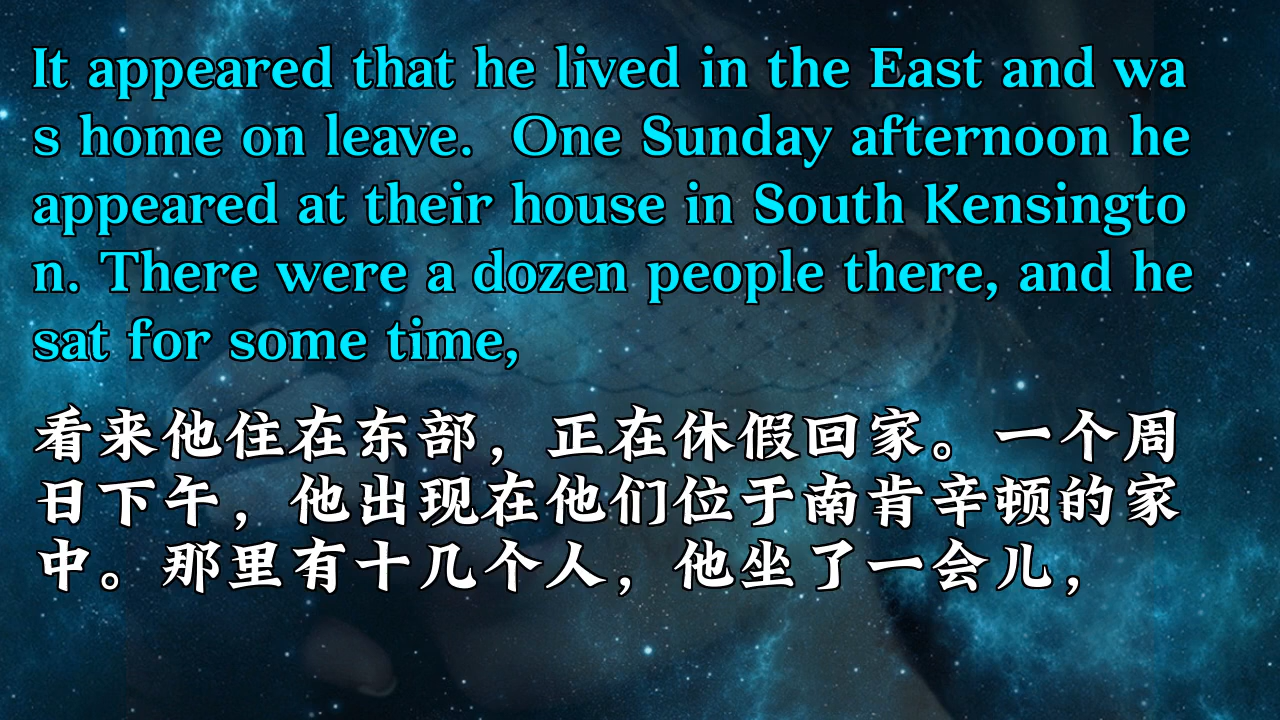 It appeared that he lived in the East and wa
s home on leave.  One Sunday afternoon he
appeared at their house in South Kensingto
n. There were a dozen people there, and he
sat for some time,
看来他住在东部，正在休假回家。一个周
日下午，他出现在他们位于南肯辛顿的家
中。那里有十几个人，他坐了一会儿，